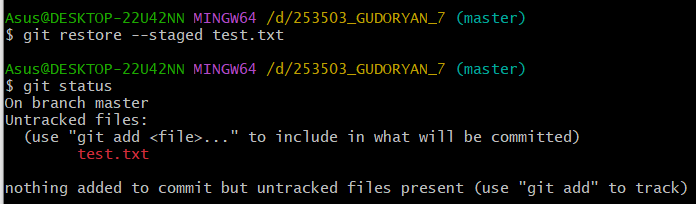 Asus@DESKTOP-22U42NN MINGW64 /d/253503_GUDORYAN_7 (master)
$ git restore --staged test.txt
Asus@DESKTOP-22U42NN MINGW64 /d/253503_GUDORYAN_7 (master)
$ git status
On branch master
Untracked files:
  (use "git add <file>..." to include in what will be committed)
        test.txt
nothing added to commit but untracked files present (use "git add" to track)